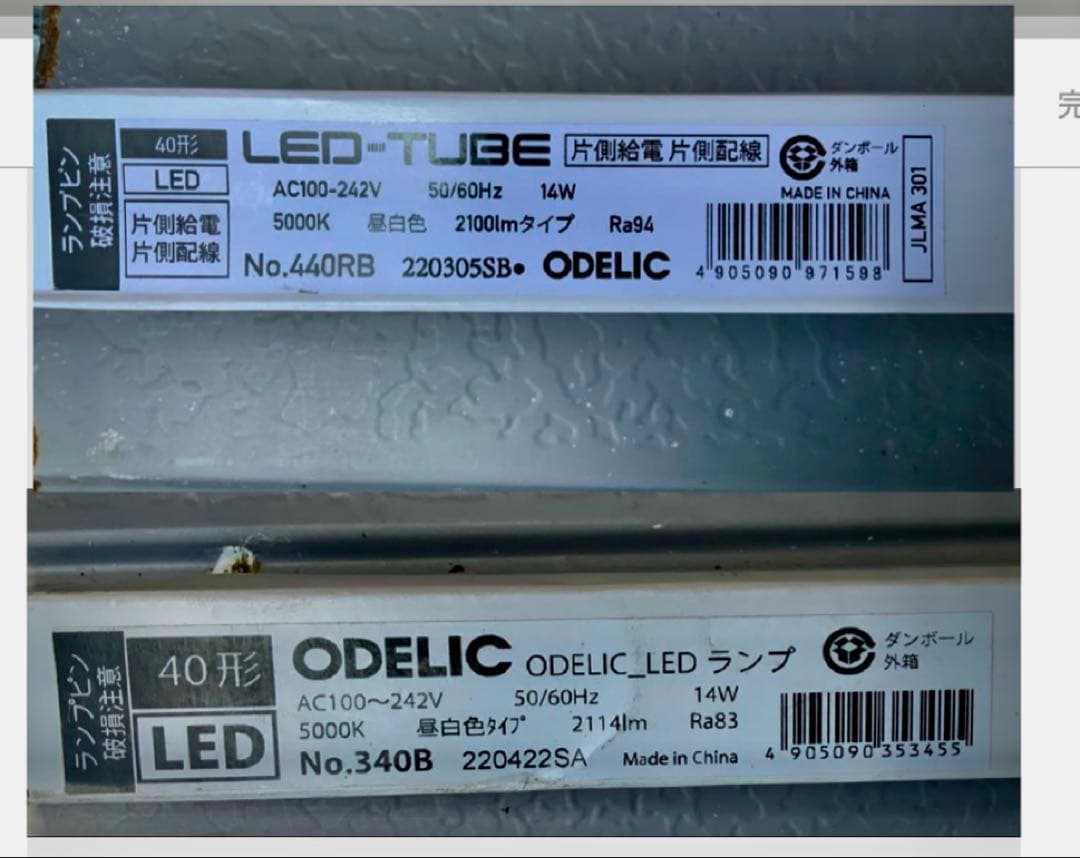 完
ランプピン
破損注意
40形
LED
片側給電
片側配線
LED-TUBE
片側給電 片側配線
AC100-242V 50/60Hz 14W
5000K 昼白色 2100lmタイプ Ra94
No.440RB 220305SB• ODELIC
ダンボール
外箱
MADE IN CHINA
4 905090 971598
JLMA 301
ランプピン
破損注意
40形
LED
ODELIC ODELIC_LED ランプ
AC100～242V 50/60Hz 14W
5000K 昼白色タイプ 2114lm Ra83
No.340B 220422SA Made in China
ダンボール
外箱
4 905090 353455